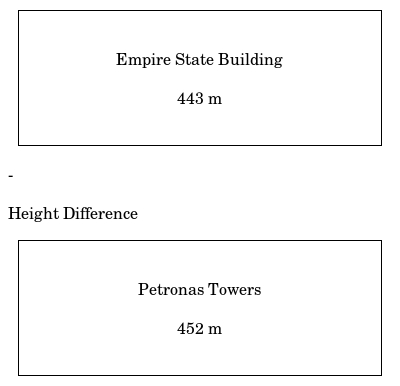 Empire State Building
443 m
-
Height Difference
Petronas Towers
452 m